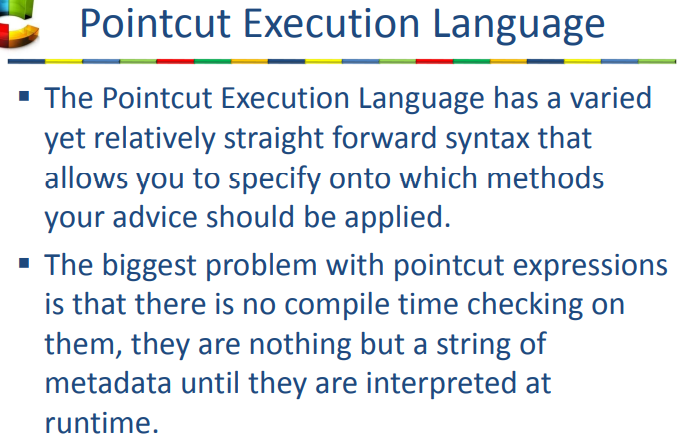 Pointcut Execution Language
▪ The Pointcut Execution Language has a varied
yet relatively straight forward syntax that
allows you to specify onto which methods
your advice should be applied.
▪ The biggest problem with pointcut expressions
is that there is no compile time checking on
them, they are nothing but a string of
metadata until they are interpreted at
runtime.